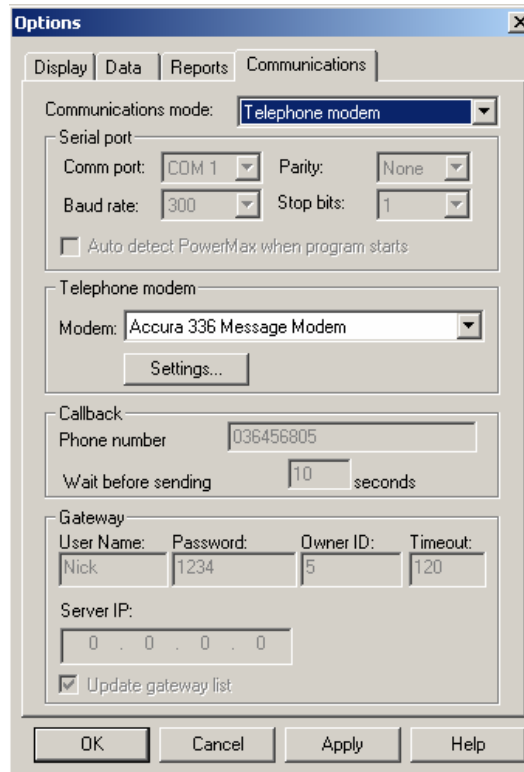 Options
Display Data Reports Communications
Communications mode: Telephone modem
Serial port
Comm port: COM 1 Parity: None
Baud rate: 300 Stop bits: 1
Auto detect PowerMax when program starts
Telephone modem
Modem: Accura 336 Message Modem
Settings...
Callback
Phone number 036456805
Wait before sending 10 seconds
Gateway
User Name: Password: Owner ID: Timeout:
Nick 1234 5 120
Server IP:
0 . 0 . 0 . 0
Update gateway list
OK Cancel Apply Help